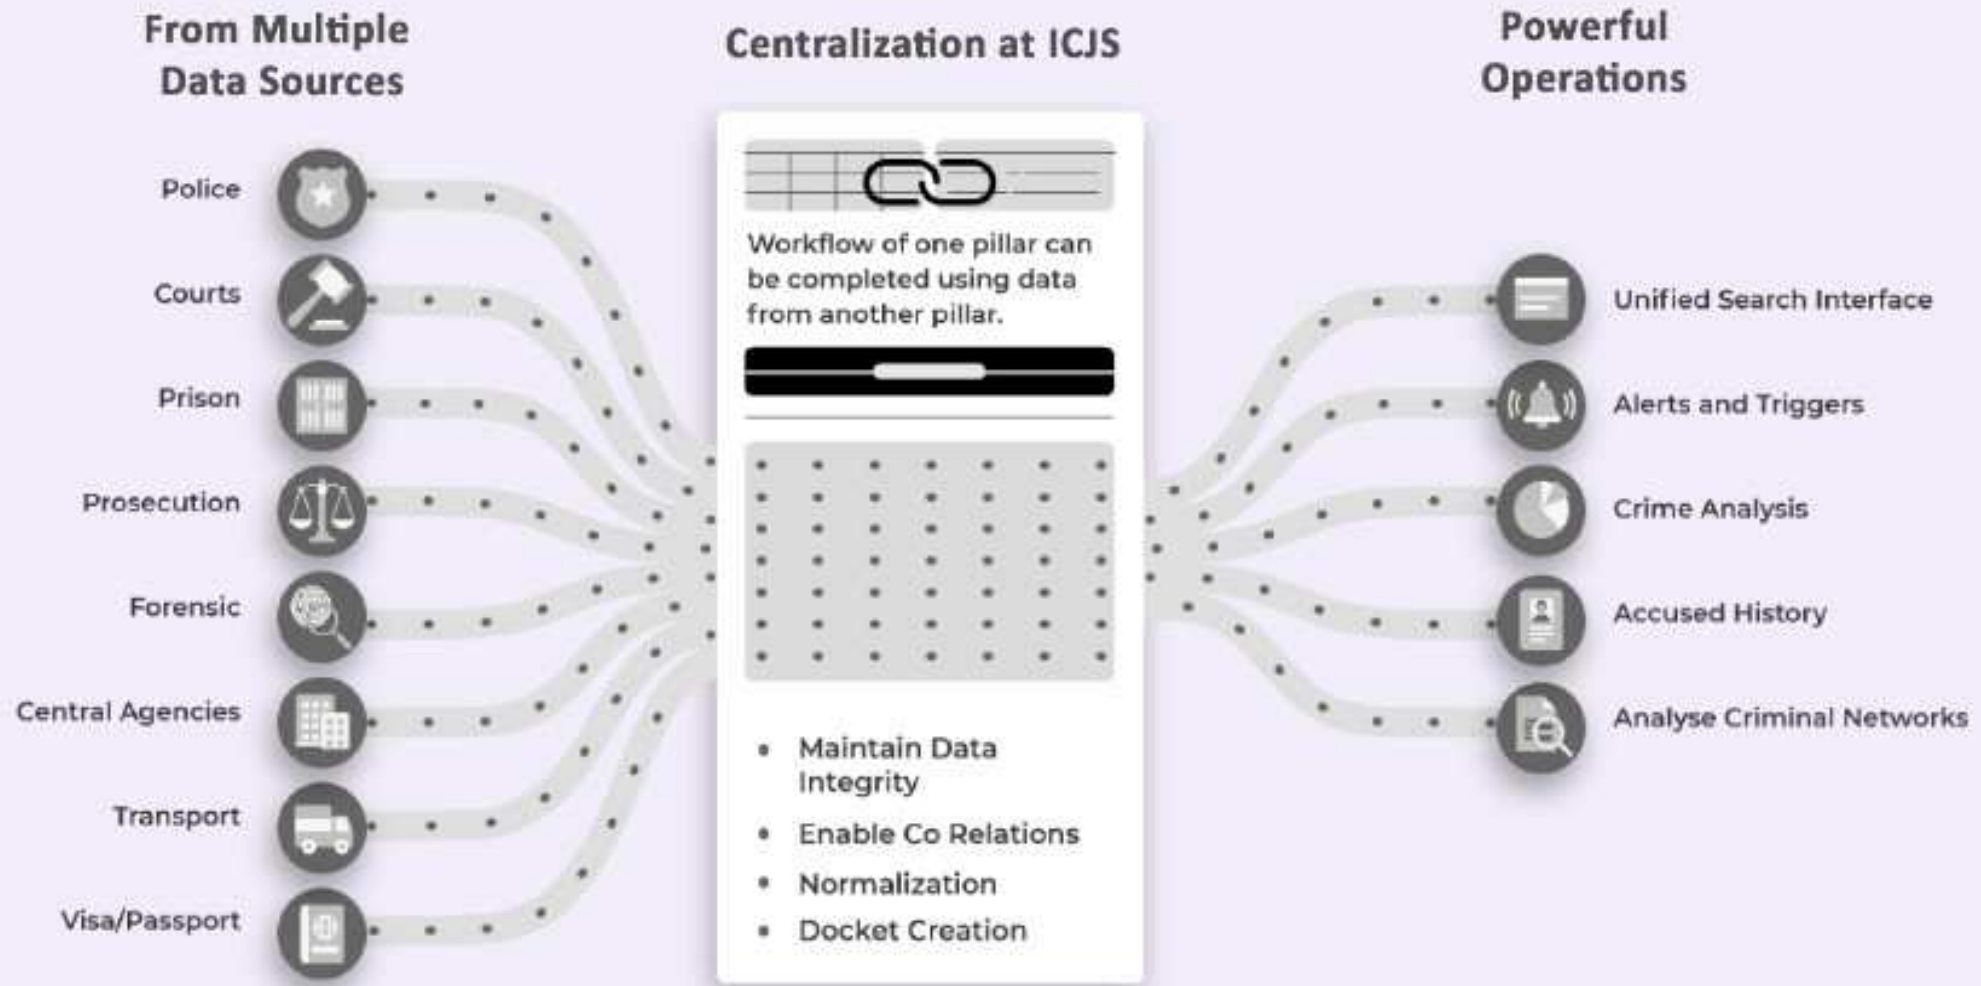 From Multiple
Data Sources
Police
Courts
Prison
Prosecution
Forensic
Central Agencies
Transport
Visa/Passport
Centralization at ICJS
Workflow of one pillar can
be completed using data
from another pillar.
• Maintain Data
Integrity
• Enable Co Relations
• Normalization
• Docket Creation
Powerful
Operations
Unified Search Interface
Alerts and Triggers
Crime Analysis
Accused History
Analyse Criminal Networks